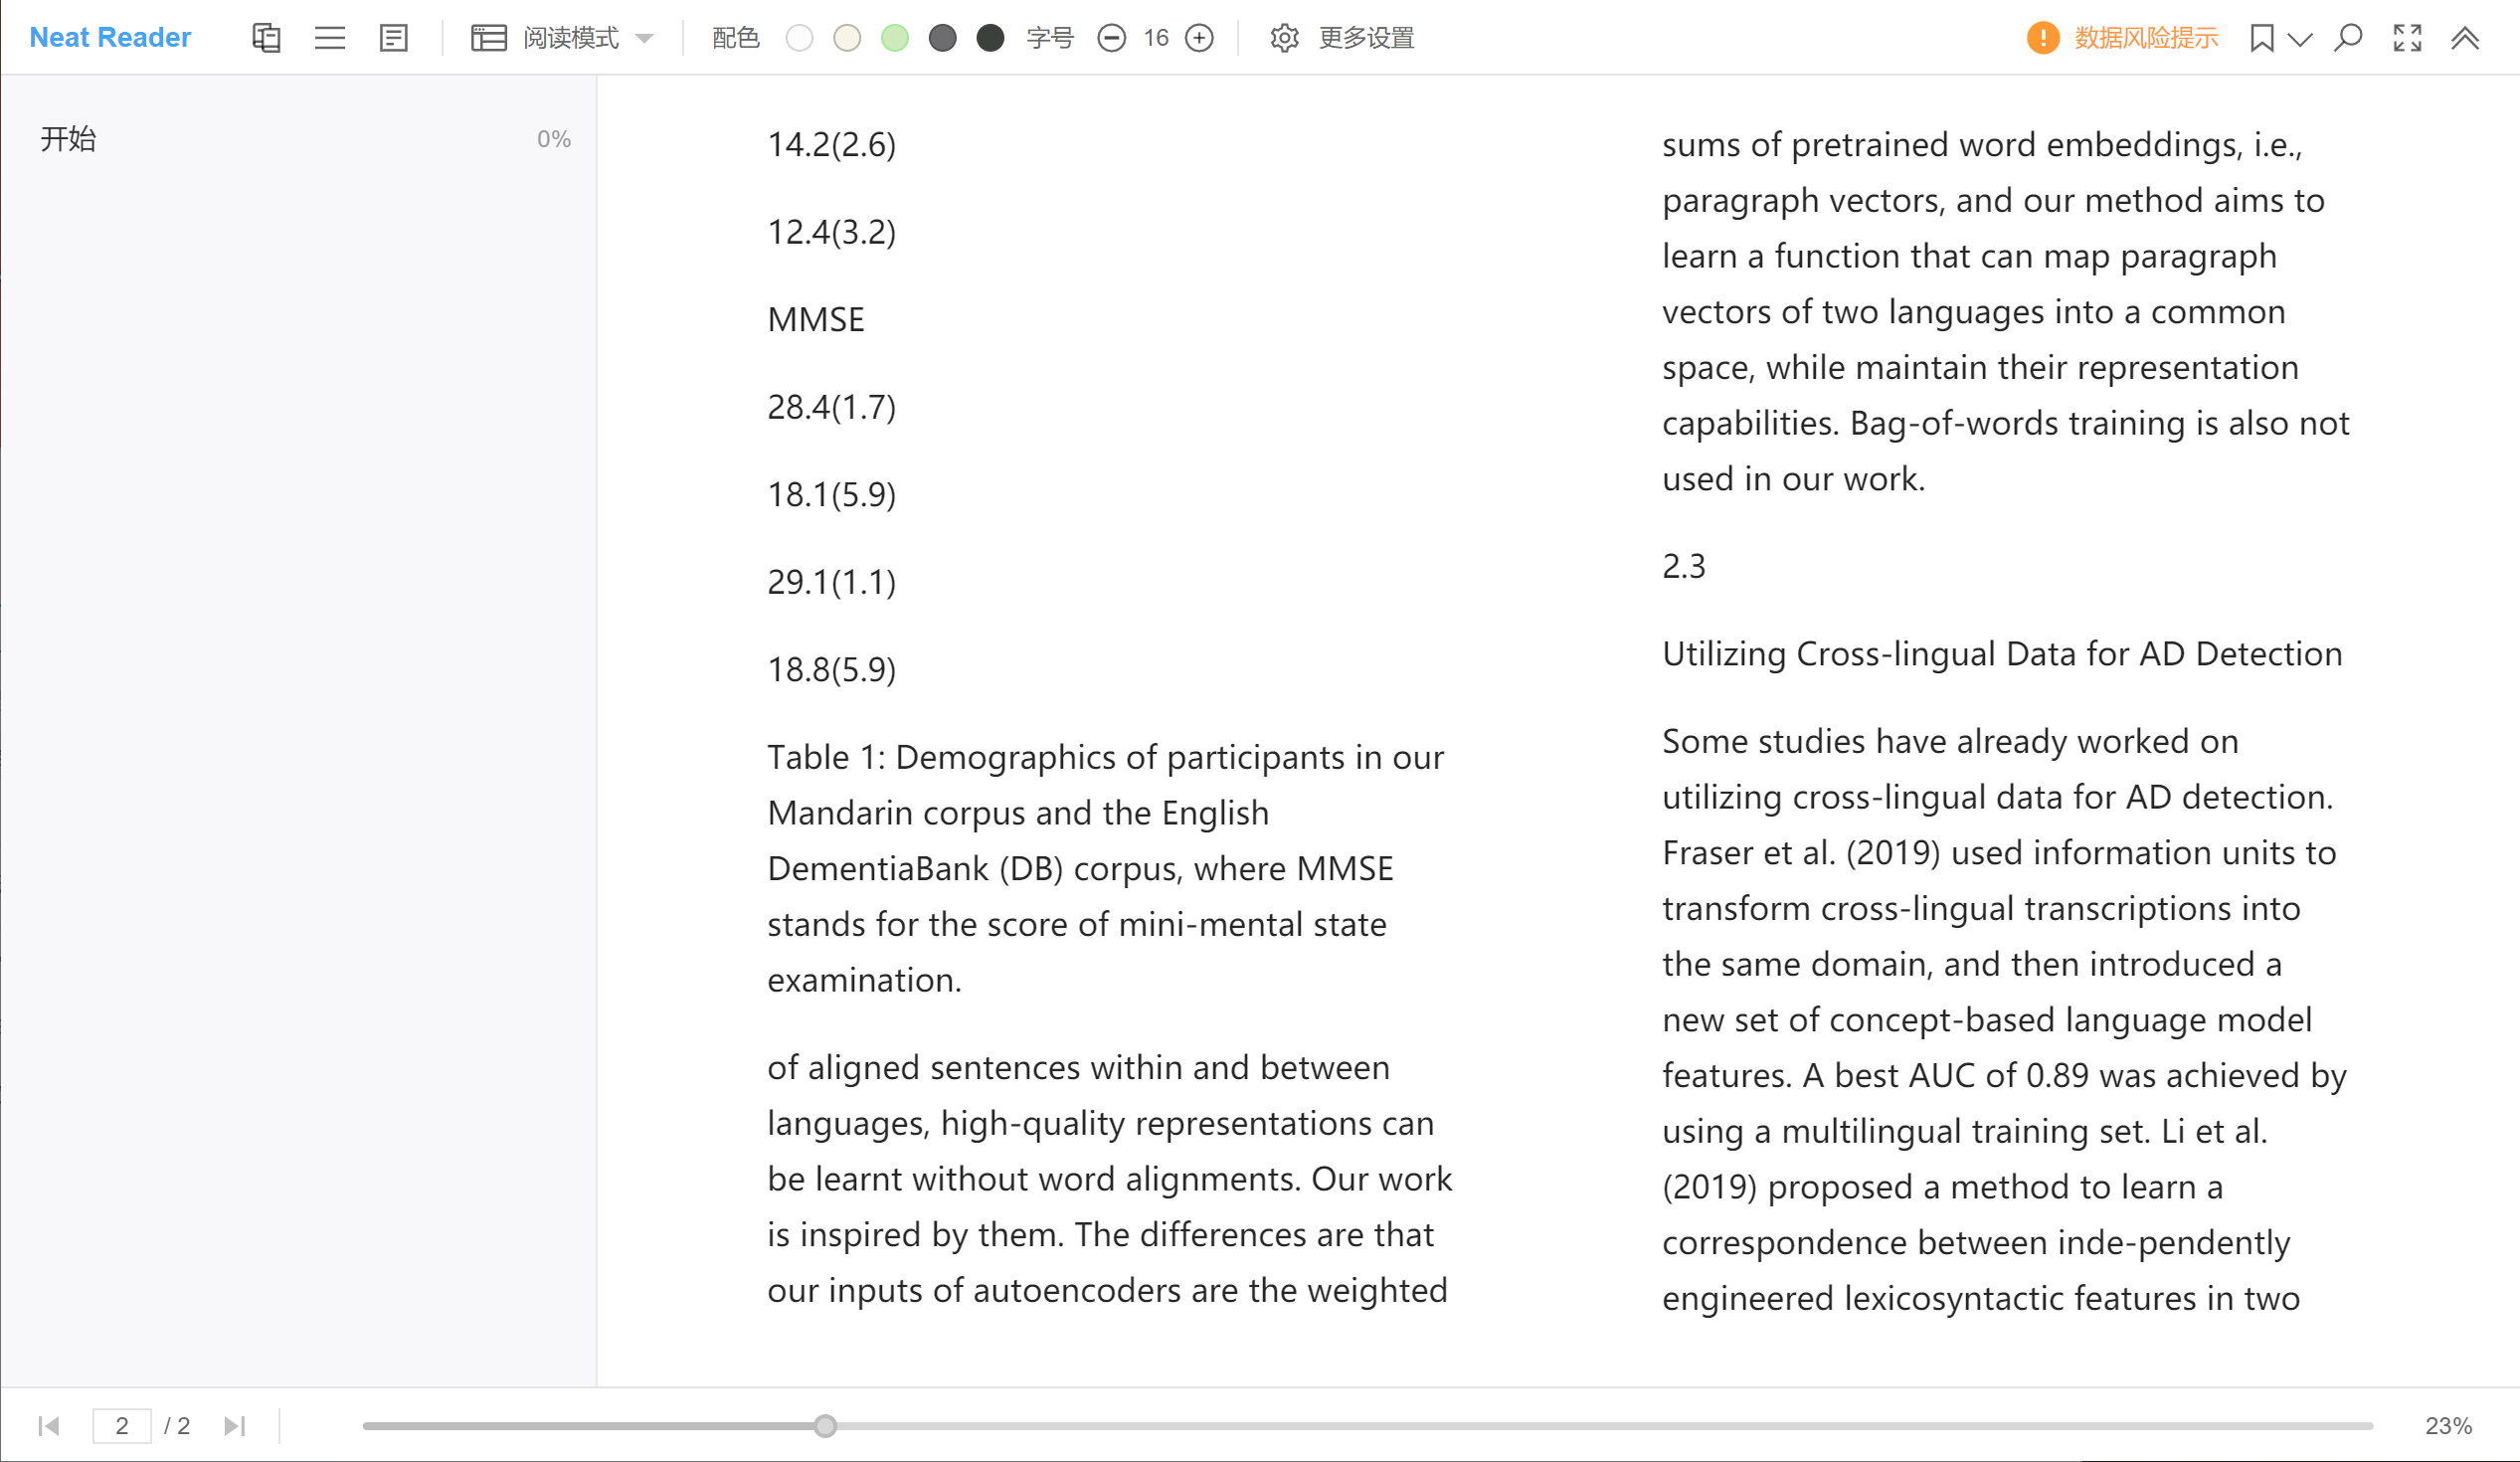 Neat Reader
阅读模式
配色
字号
16
更多设置
数据风险提示
开始
0%
14.2(2.6)
12.4(3.2)
MMSE
28.4(1.7)
18.1(5.9)
29.1(1.1)
18.8(5.9)
Table 1: Demographics of participants in our
Mandarin corpus and the English
DementiaBank (DB) corpus, where MMSE
stands for the score of mini-mental state
examination.
of aligned sentences within and between
languages, high-quality representations can
be learnt without word alignments. Our work
is inspired by them. The differences are that
our inputs of autoencoders are the weighted
sums of pretrained word embeddings, i.e.,
paragraph vectors, and our method aims to
learn a function that can map paragraph
vectors of two languages into a common
space, while maintain their representation
capabilities. Bag-of-words training is also not
used in our work.
2.3
Utilizing Cross-lingual Data for AD Detection
Some studies have already worked on
utilizing cross-lingual data for AD detection.
Fraser et al. (2019) used information units to
transform cross-lingual transcriptions into
the same domain, and then introduced a
new set of concept-based language model
features. A best AUC of 0.89 was achieved by
using a multilingual training set. Li et al.
(2019) proposed a method to learn a
correspondence between inde-pendently
engineered lexicosyntactic features in two
2
/ 2
23%